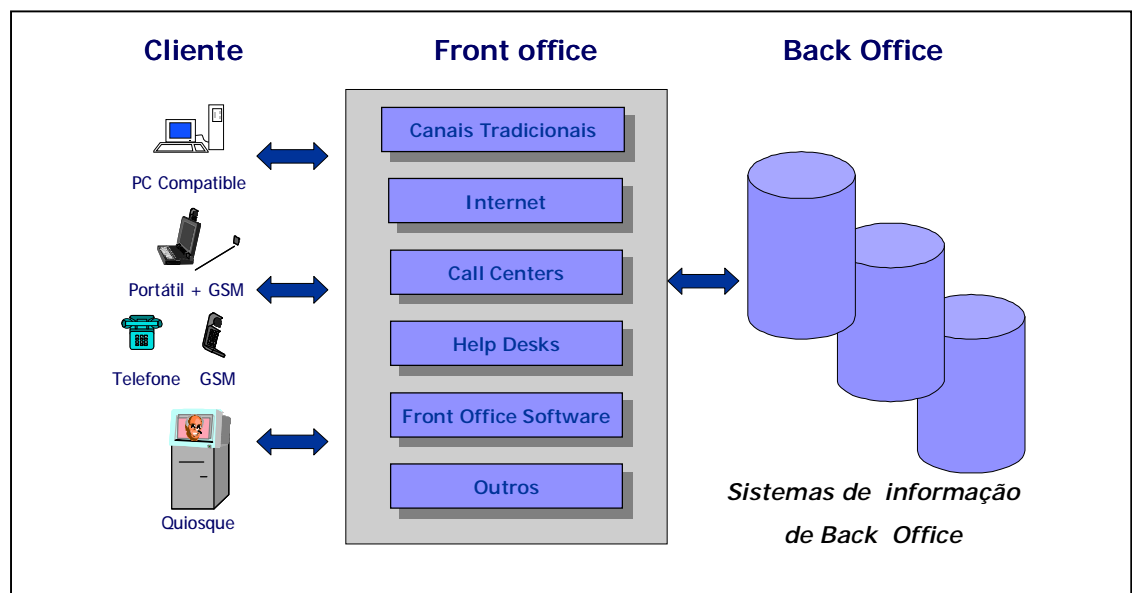 Cliente
Front office
Back Office
PC Compatible
Portátil + GSM
Telefone
GSM
Quiosque
Canais Tradicionais
Internet
Call Centers
Help Desks
Front Office Software
Outros
Sistemas de informação
de Back Office